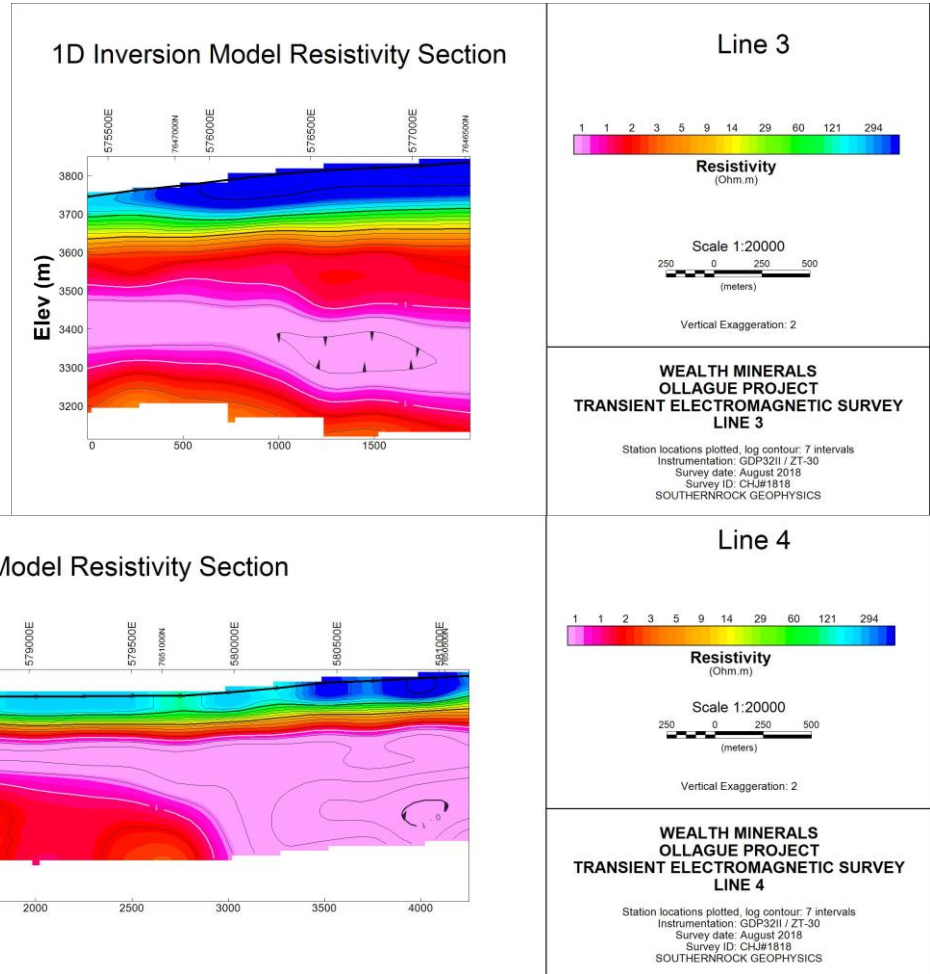 1D Inversion Model Resistivity Section
575500E
7647000N
576000E
576500E
577000E
7646500N
Elev (m)
3800
3700
3600
3500
3400
3300
3200
0 500 1000 1500
1
1
Line 3
1 1 2 3 5 9 14 29 60 121 294
Resistivity
(Ohm.m)
Scale 1:20000
250 0 250 500
(meters)
Vertical Exaggeration: 2
WEALTH MINERALS
OLLAGUE PROJECT
TRANSIENT ELECTROMAGNETIC SURVEY
LINE 3
Station locations plotted, log contour: 7 intervals
Instrumentation: GDP32II / ZT-30
Survey date: August 2018
Survey ID: CHJ#1818
SOUTHERNROCK GEOPHYSICS
Model Resistivity Section
579000E
579500E
7651000N
580000E
580500E
581000E
2000 2500 3000 3500 4000
1
Line 4
1 1 2 3 5 9 14 29 60 121 294
Resistivity
(Ohm.m)
Scale 1:20000
250 0 250 500
(meters)
Vertical Exaggeration: 2
WEALTH MINERALS
OLLAGUE PROJECT
TRANSIENT ELECTROMAGNETIC SURVEY
LINE 4
Station locations plotted, log contour: 7 intervals
Instrumentation: GDP32II / ZT-30
Survey date: August 2018
Survey ID: CHJ#1818
SOUTHERNROCK GEOPHYSICS